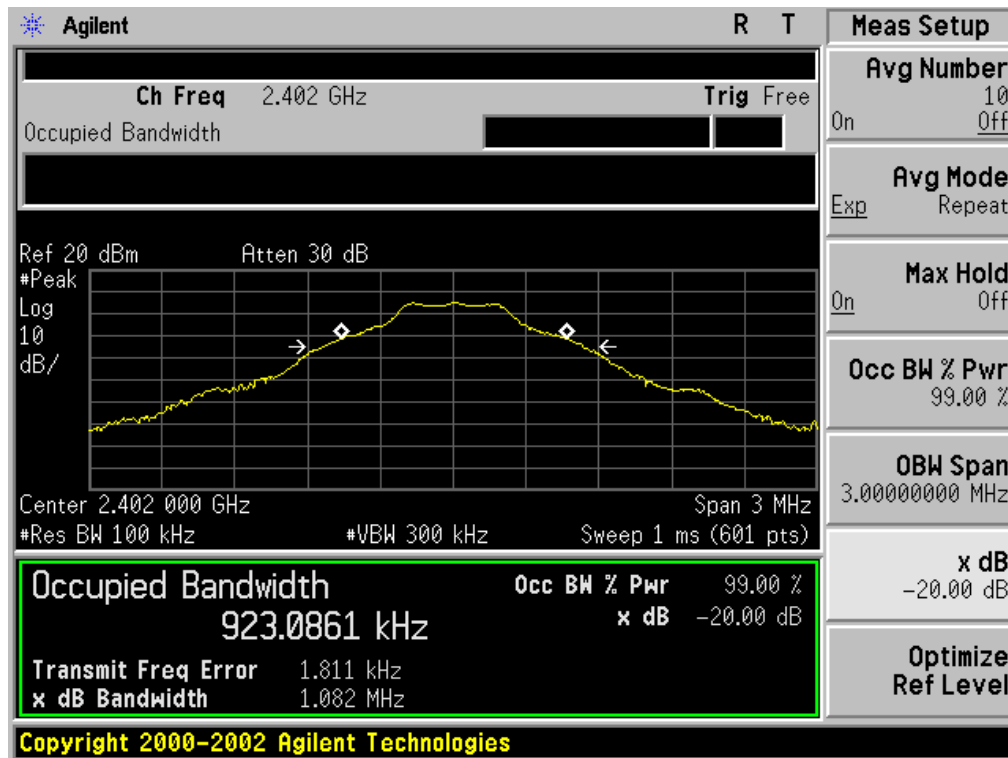 Agilent R T
Meas Setup
Ch Freq 2.402 GHz Trig Free
Occupied Bandwidth
Ref 20 dBm Atten 30 dB
#Peak
Log
10
dB/
Center 2.402 000 GHz Span 3 MHz
#Res BW 100 kHz #VBW 300 kHz Sweep 1 ms (601 pts)
Occupied Bandwidth Occ BW % Pwr 99.00 %
923.0861 kHz x dB -20.00 dB
Transmit Freq Error 1.811 kHz
x dB Bandwidth 1.082 MHz
Copyright 2000-2002 Agilent Technologies
Avg Number
10
On Off
Avg Mode
Exp Repeat
Max Hold
On Off
Occ BW % Pwr
99.00 %
OBW Span
3.00000000 MHz
x dB
-20.00 dB
Optimize
Ref Level